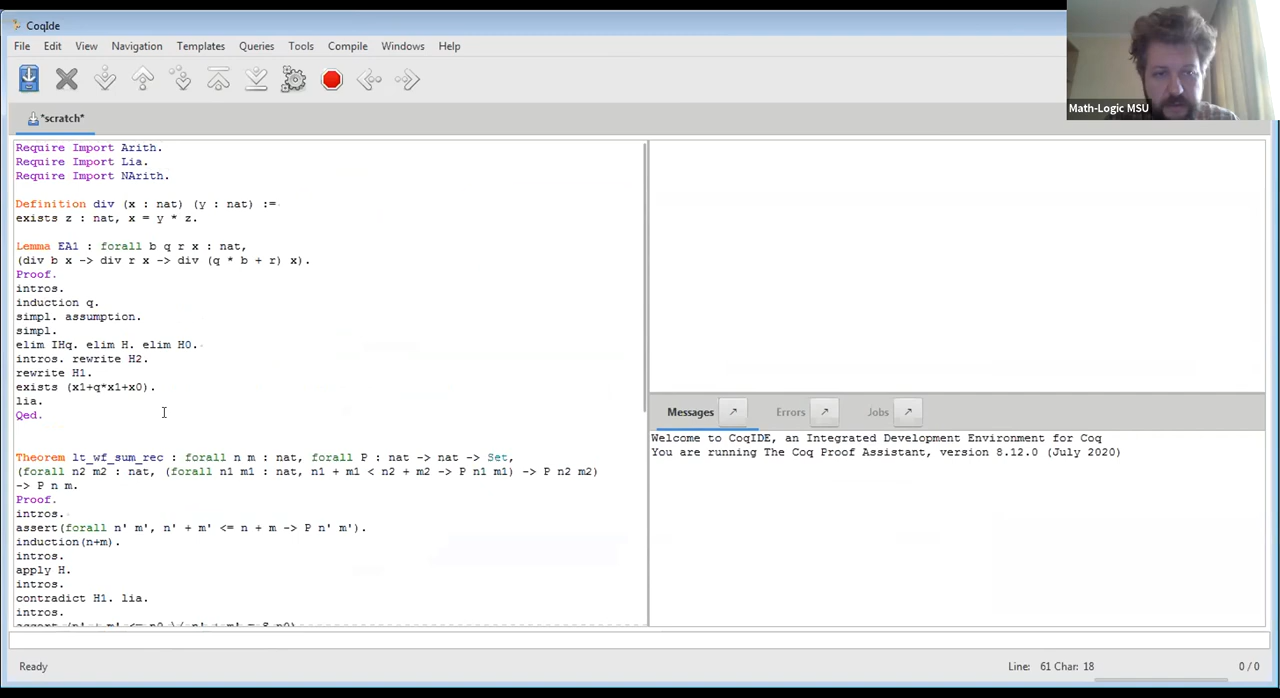 CoqIde
File Edit View Navigation Templates Queries Tools Compile Windows Help
*scratch*
Math-Logic MSU
Require Import Arith.
Require Import Lia.
Require Import NArith.
Definition div (x : nat) (y : nat) :=
exists z : nat, x = y * z.
Lemma EA1 : forall b q r x : nat,
(div b x -> div r x -> div (q * b + r) x).
Proof.
intros.
induction q.
simpl. assumption.
simpl.
elim IHq. elim H. elim H0.
intros. rewrite H2.
rewrite H1.
exists (x1+q*x1+x0).
lia.
Qed.
Theorem lt_wf_sum_rec : forall n m : nat, forall P : nat -> nat -> Set,
(forall n2 m2 : nat, (forall n1 m1 : nat, n1 + m1 < n2 + m2 -> P n1 m1) -> P n2 m2)
-> P n m.
Proof.
intros.
assert(forall n' m', n' + m' <= n + m -> P n' m').
induction(n+m).
intros.
apply H.
intros.
contradict H1. lia.
intros.
Messages Errors Jobs
Welcome to CoqIDE, an Integrated Development Environment for Coq
You are running The Coq Proof Assistant, version 8.12.0 (July 2020)
Ready
Line: 61 Char: 18
0 / 0